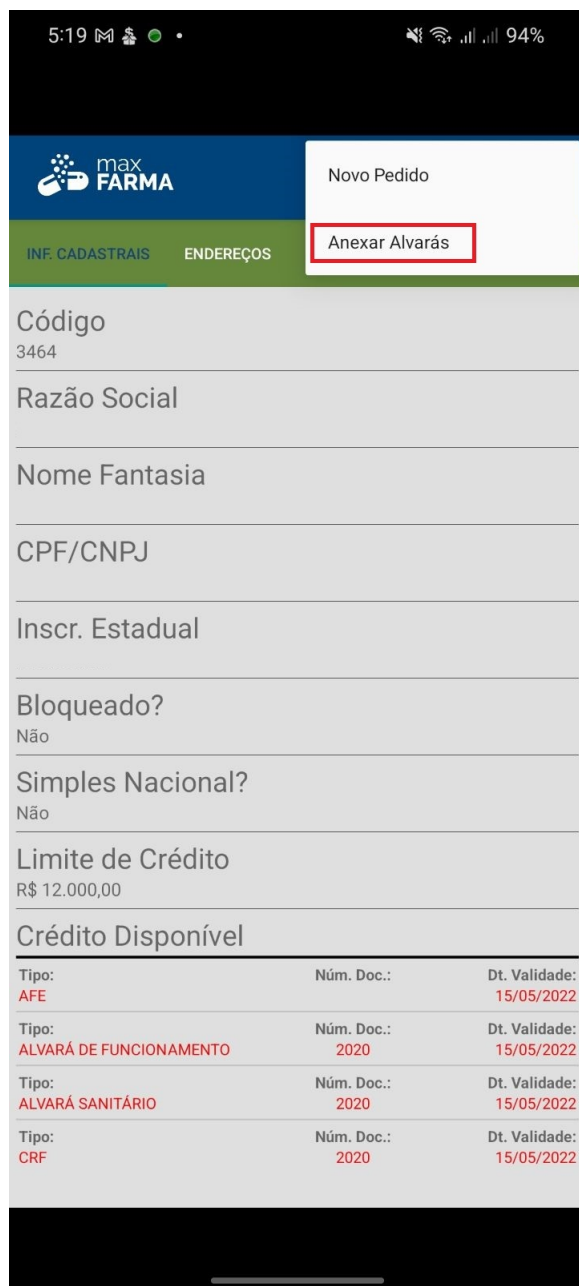 5:19
94%
max
FARMA
Novo Pedido
Anexar Alvarás
INF. CADASTRAIS
ENDEREÇOS
Código
3464
Razão Social
Nome Fantasia
CPF/CNPJ
Inscr. Estadual
Bloqueado?
Não
Simples Nacional?
Não
Limite de Crédito
R$ 12.000,00
Crédito Disponível
Tipo: Núm. Doc.: Dt. Validade:
AFE 15/05/2022
Tipo: Núm. Doc.: Dt. Validade:
ALVARÁ DE FUNCIONAMENTO 2020 15/05/2022
Tipo: Núm. Doc.: Dt. Validade:
ALVARÁ SANITÁRIO 2020 15/05/2022
Tipo: Núm. Doc.: Dt. Validade:
CRF 2020 15/05/2022